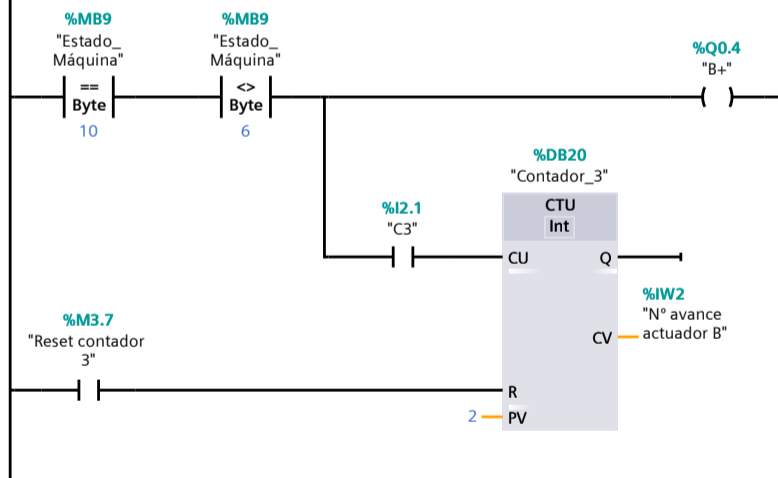 %MB9
"Estado_
Máquina"
==
Byte
10
%MB9
"Estado_
Máquina"
<>
Byte
6
%Q0.4
"B+"
%DB20
"Contador_3"
CTU
Int
%I2.1
"C3"
CU
Q
%IW2
"Nº avance
actuador B"
CV
%M3.7
"Reset contador
3"
R
2
PV